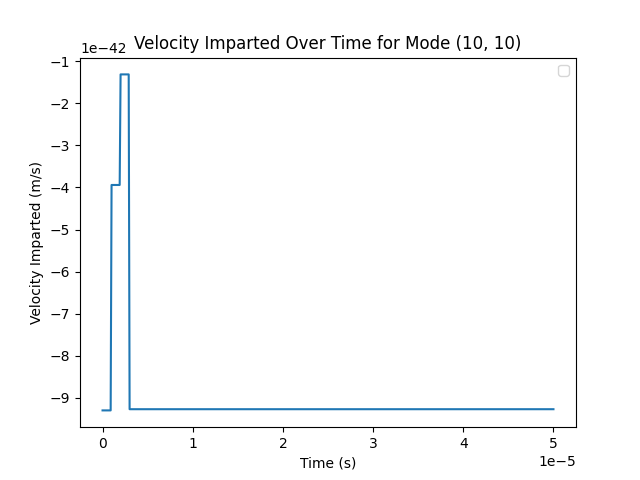 Velocity Imparted Over Time for Mode (10, 10)
1e−42
−1
−2
−3
−4
−5
−6
−7
−8
−9
Velocity Imparted (m/s)
0 1 2 3 4 5
1e−5
Time (s)